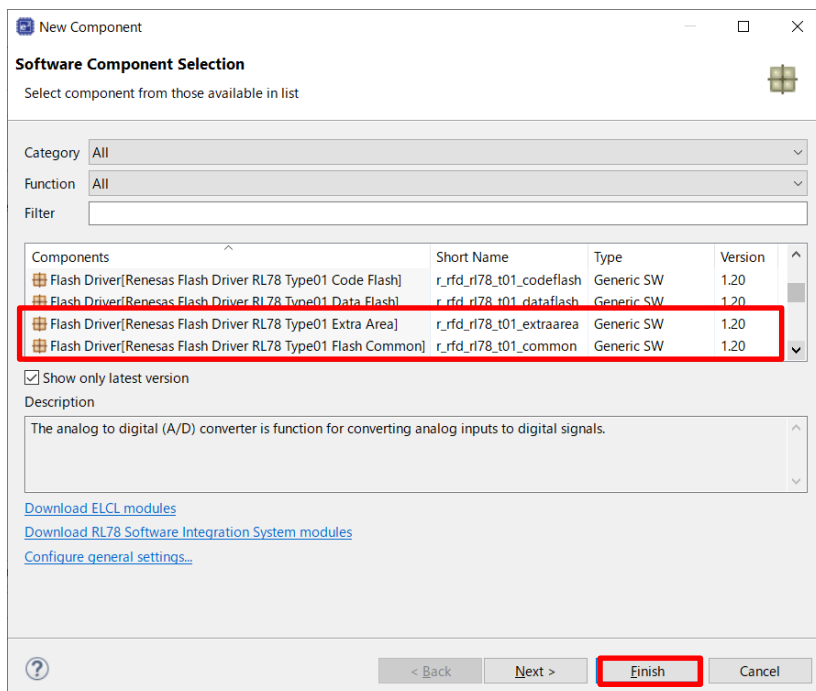 New Component
Software Component Selection
Select component from those available in list
Category All
Function All
Filter
Components Short Name Type Version
Flash Driver[Renesas Flash Driver RL78 Type01 Code Flash] r_rfd_rl78_t01_codeflash Generic SW 1.20
Flash Driver[Renesas Flash Driver RL78 Type01 Data Flash] r_rfd_rl78_t01_dataflash Generic SW 1.20
Flash Driver[Renesas Flash Driver RL78 Type01 Extra Area] r_rfd_rl78_t01_extraarea Generic SW 1.20
Flash Driver[Renesas Flash Driver RL78 Type01 Flash Common] r_rfd_rl78_t01_common Generic SW 1.20
Show only latest version
Description
The analog to digital (A/D) converter is function for converting analog inputs to digital signals.
Download ELCL modules
Download RL78 Software Integration System modules
Configure general settings...
? < Back Next > Finish Cancel